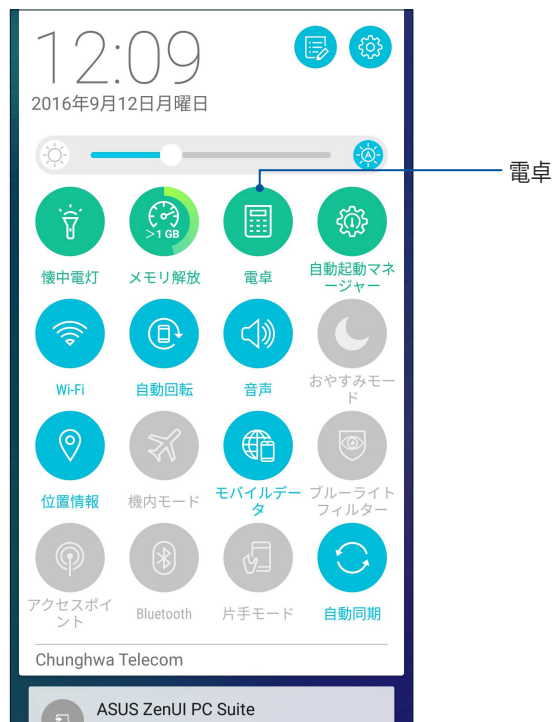 12:09
2016年9月12日月曜日
A
電卓
>1 GB
懐中電灯 メモリ解放 電卓 自動起動マネ
ージャー
Wi-Fi 自動回転 音声 おやすみモー
ド
位置情報 機内モード モバイルデー ブルーライト
タ フィルター
アクセスポイ
ント Bluetooth 片手モード 自動同期
Chunghwa Telecom
ASUS ZenUI PC Suite